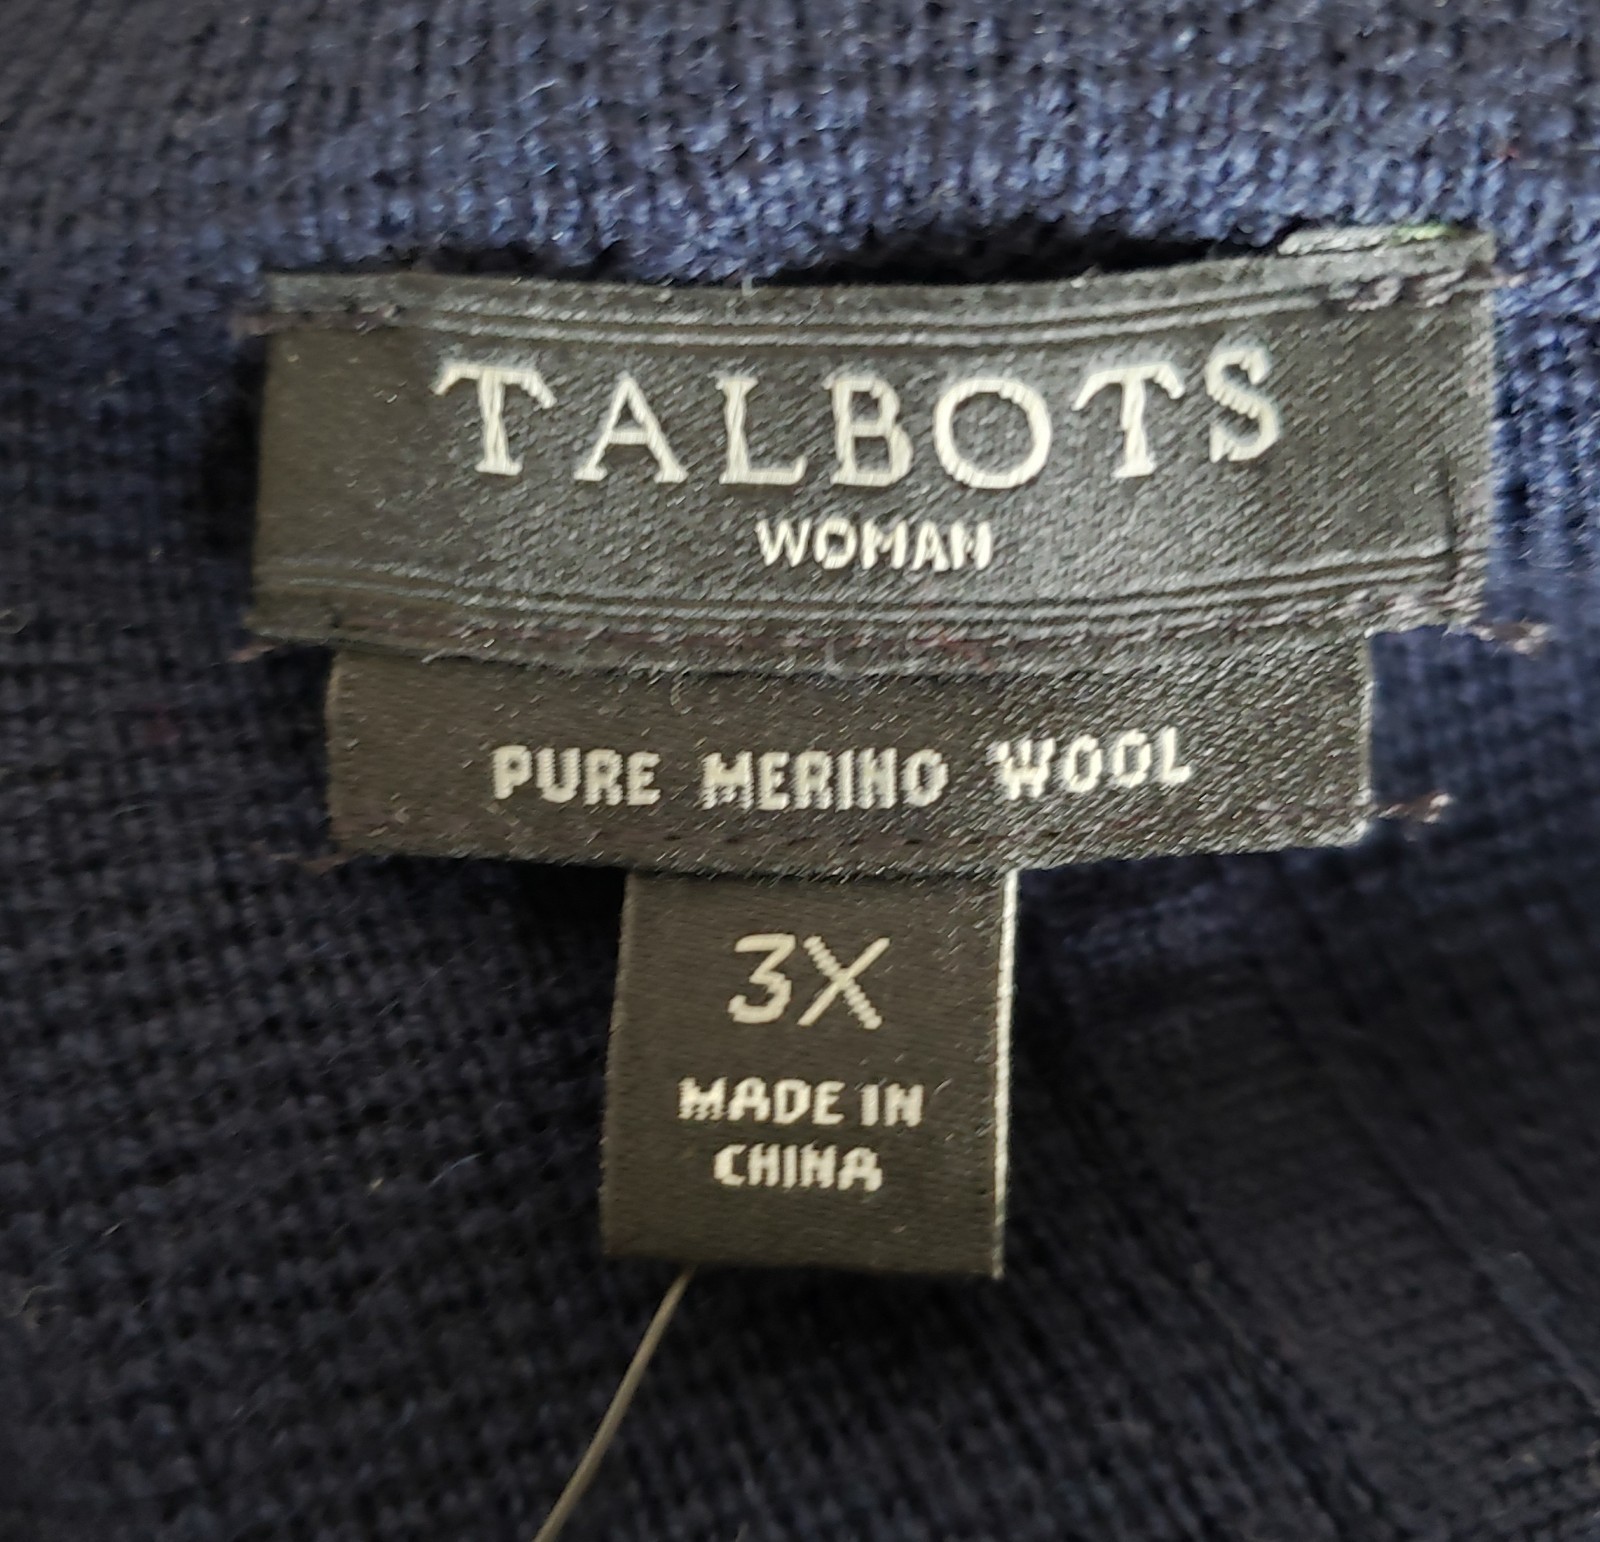 TALBOTS
WOMAN
PURE MERINO WOOL
3X
MADE IN
CHINA